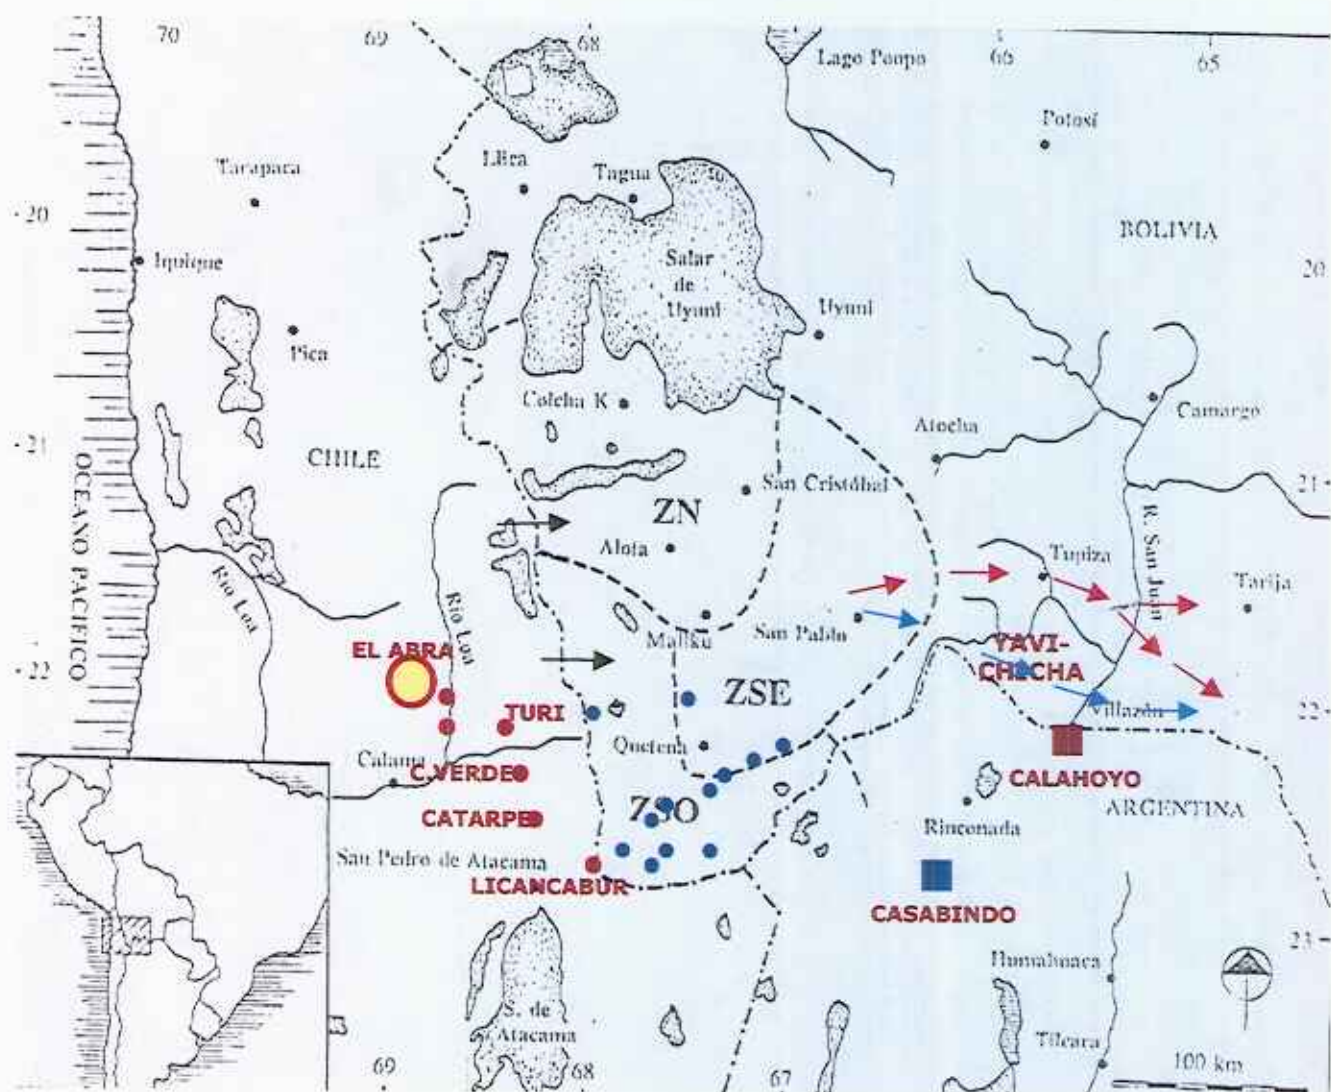 70
69
68
66
65
Lago Poopo
Potosí
Llica
Tagua
Tarapaca
20
BOLIVIA
Iquique
Salar
de
Uyuni
20
Uyuni
Pica
Colcha K
Camargo
Atocha
21
CHILE
San Cristóbal
21
OCEANO PACIFICO
ZN
R. San Juan
Alota
Tupiza
Rio Loa
Rio Loa
Tarija
San Pablo
Mallku
EL ABRA
YAVI-
CHICHA
22
ZSE
TURI
Villazón
22
Quetena
Calama
C.VERDE
CALAHOYO
ZSO
ARGENTINA
CATARPE
Rinconada
San Pedro de Atacama
LICANCABUR
CASABINDO
23
Humahuaca
S. de
Atacama
Tilcara
100 km
69
68
67